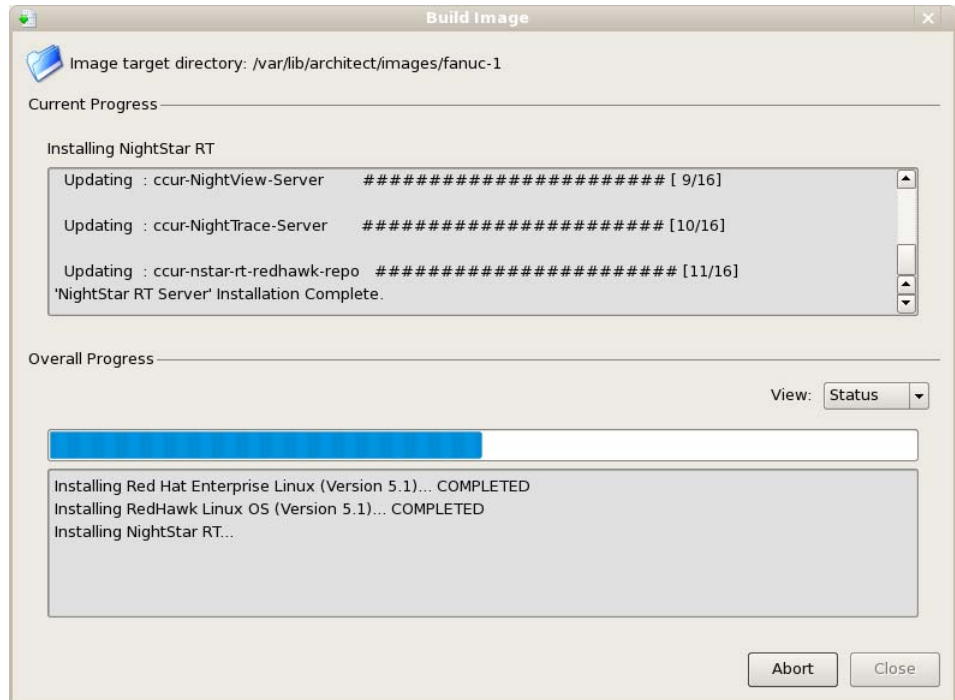 Build Image
Image target directory: /var/lib/architect/images/fanuc-1
Current Progress
Installing NightStar RT
Updating : ccur-NightView-Server ####################### [ 9/16]
Updating : ccur-NightTrace-Server ####################### [10/16]
Updating : ccur-nstar-rt-redhawk-repo ####################### [11/16]
'NightStar RT Server' Installation Complete.
Overall Progress
View: Status
Installing Red Hat Enterprise Linux (Version 5.1)... COMPLETED
Installing RedHawk Linux OS (Version 5.1)... COMPLETED
Installing NightStar RT...
Abort Close